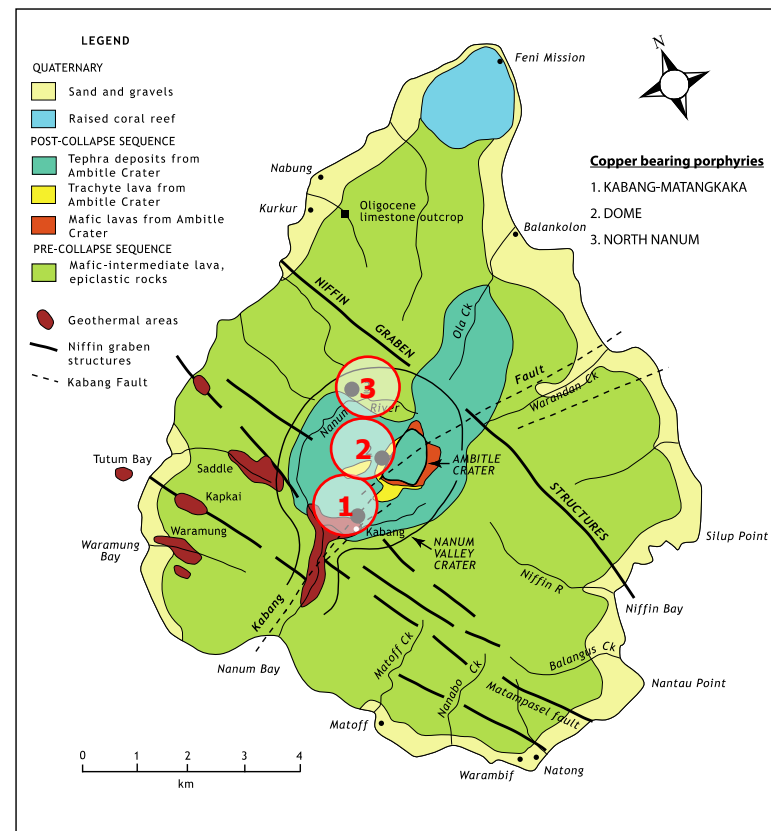 LEGEND
QUATERNARY
Sand and gravels
Raised coral reef
POST-COLLAPSE SEQUENCE
Tephra deposits from
Ambitle Crater
Trachyte lava from
Ambitle Crater
Mafic lavas from Ambitle
Crater
PRE-COLLAPSE SEQUENCE
Mafic-intermediate lava,
epiclastic rocks
Geothermal areas
Niffin graben
structures
Kabang Fault
N
Copper bearing porphyries
1. KABANG-MATANGKAKA
2. DOME
3. NORTH NANUM
Feni Mission
Nabung
Kurkur
Oligocene
limestone outcrop
Balankolon
NIFFIN
GRABEN
Ola Ck
Fault
Warandan Ck
3
Nanum River
2
AMBITLE
CRATER
Tutum Bay
Saddle
Kapkai
1
STRUCTURES
Waramung
Kabang
Waramung
Bay
NANUM
VALLEY
CRATER
Silup Point
Niffin R
Niffin Bay
Kabang
Nanum Bay
Matoff Ck
Nanabo Ck
Balangus Ck
Matampasel fault
Nantau Point
Matoff
Warambif
Natong
0 1 2 3 4
km